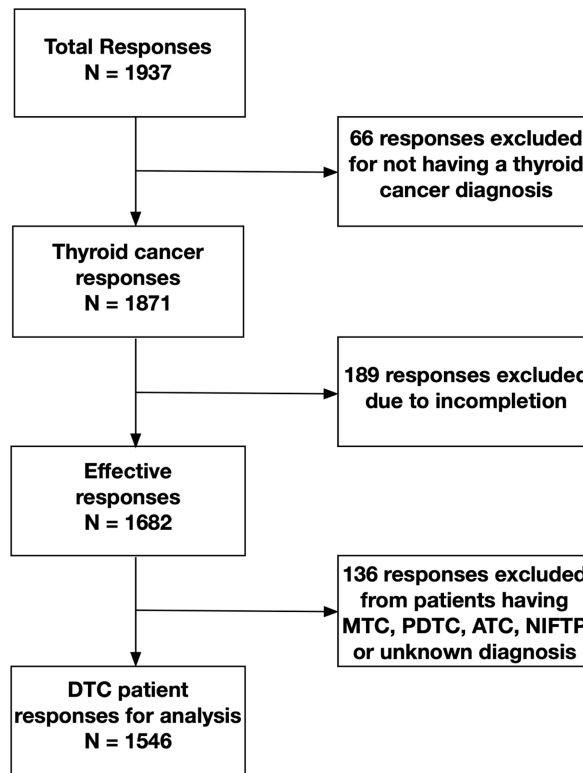 Total Responses
N = 1937
66 responses excluded
for not having a thyroid
cancer diagnosis
Thyroid cancer
responses
N = 1871
189 responses excluded
due to incompletion
Effective
responses
N = 1682
136 responses excluded
from patients having
MTC, PDTC, ATC, NIFTP
or unknown diagnosis
DTC patient
responses for analysis
N = 1546